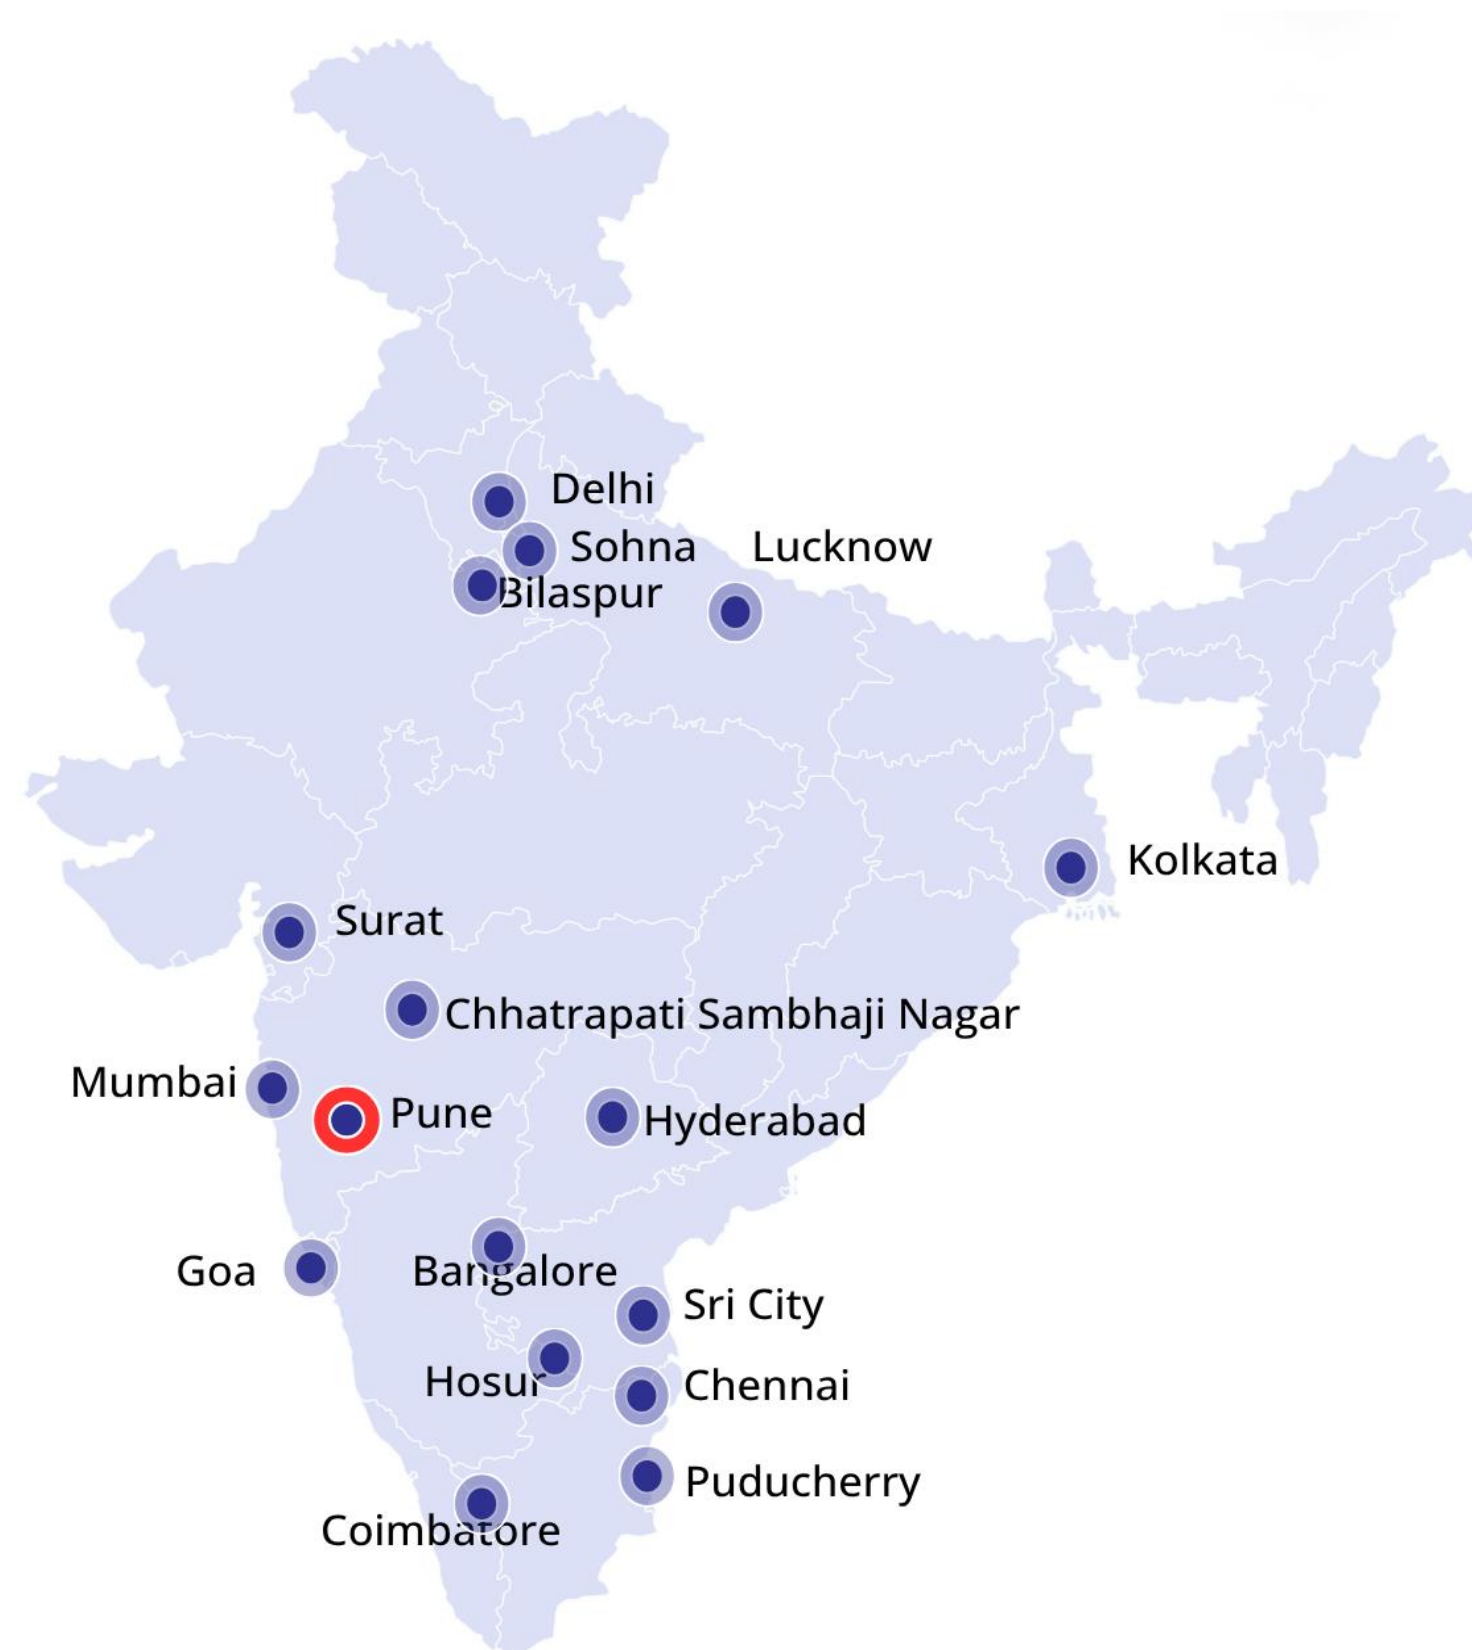 Delhi
Sohna
Lucknow
Bilaspur
Kolkata
Surat
Chhatrapati Sambhaji Nagar
Mumbai
Pune
Hyderabad
Goa
Bangalore
Sri City
Hosur
Chennai
Puducherry
Coimbatore